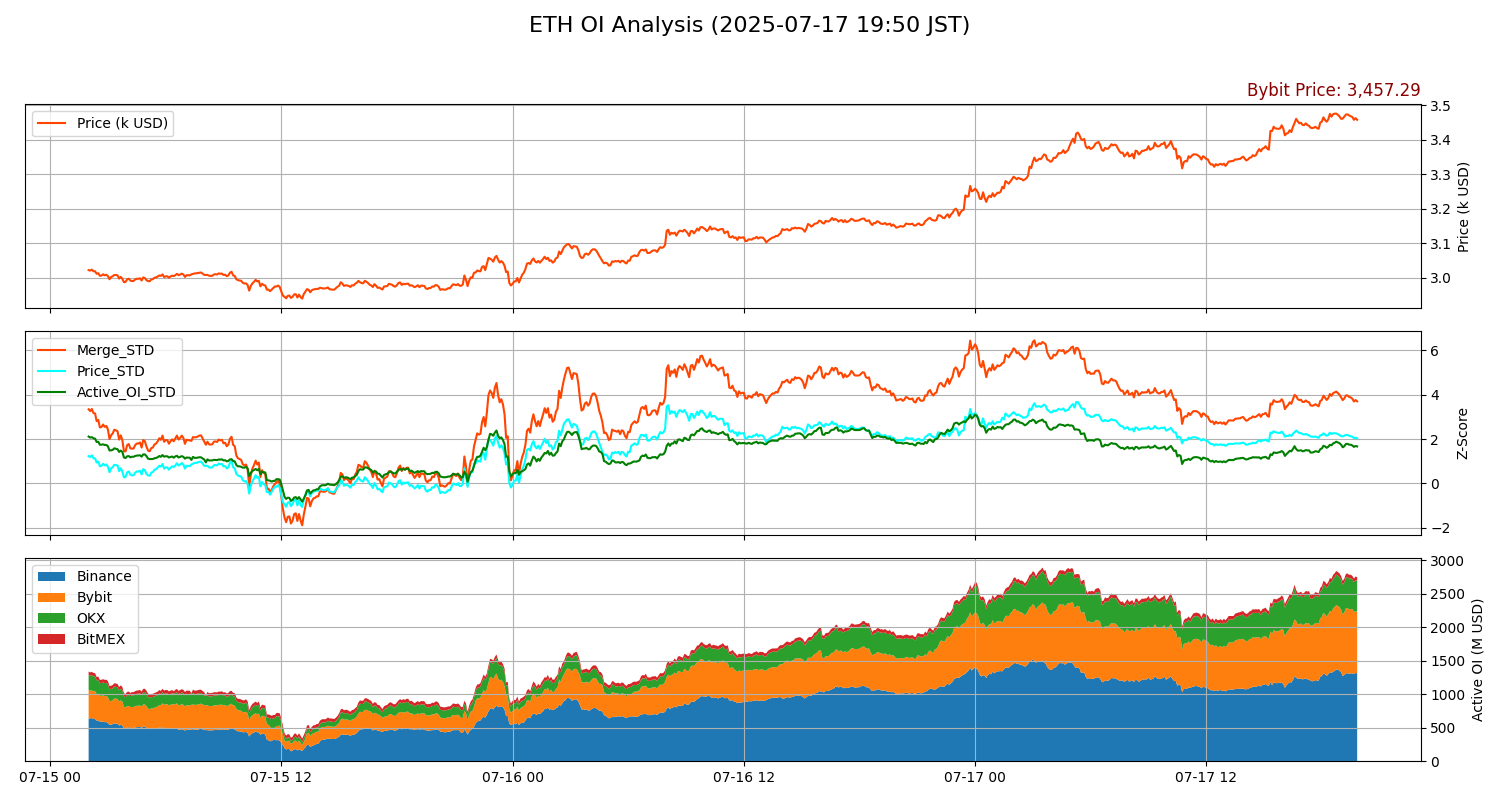 ETH OI Analysis (2025-07-17 19:50 JST)
Bybit Price: 3,457.29
Price (k USD)
3.5
3.4
3.3
3.2
3.1
3.0
Price (k USD)
Merge_STD
Price_STD
Active_OI_STD
6
4
2
0
−2
Z-Score
Binance
Bybit
OKX
BitMEX
3000
2500
2000
1500
1000
500
0
Active OI (M USD)
07-15 00
07-15 12
07-16 00
07-16 12
07-17 00
07-17 12